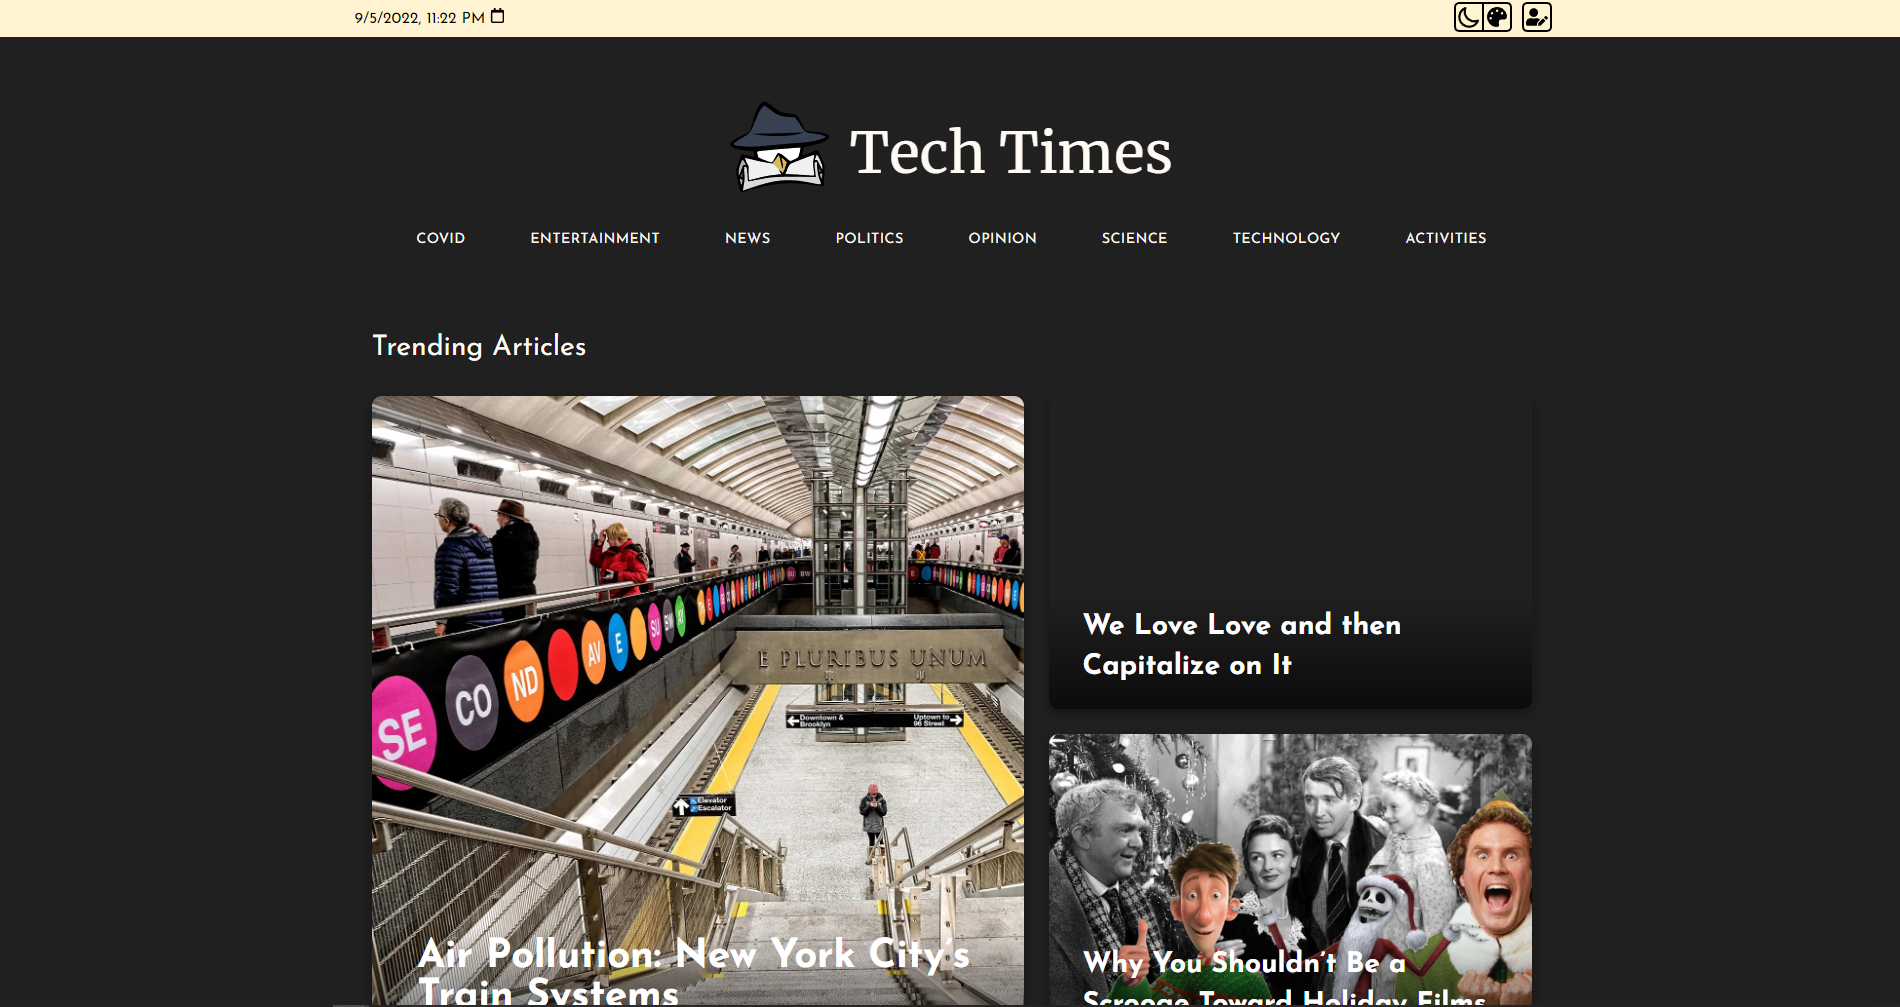 9/5/2022, 11:22 PM
Tech Times
COVID ENTERTAINMENT NEWS POLITICS OPINION SCIENCE TECHNOLOGY ACTIVITIES
Trending Articles
SE CO ND AV E SU BW AY
E PLURIBUS UNUM
Downtown &
Brooklyn
Uptown to
96 Street
Elevator
Escalator
Air Pollution: New York City's
Train Systems
We Love Love and then
Capitalize on It
Why You Shouldn't Be a
Scrooge Toward Holiday Films